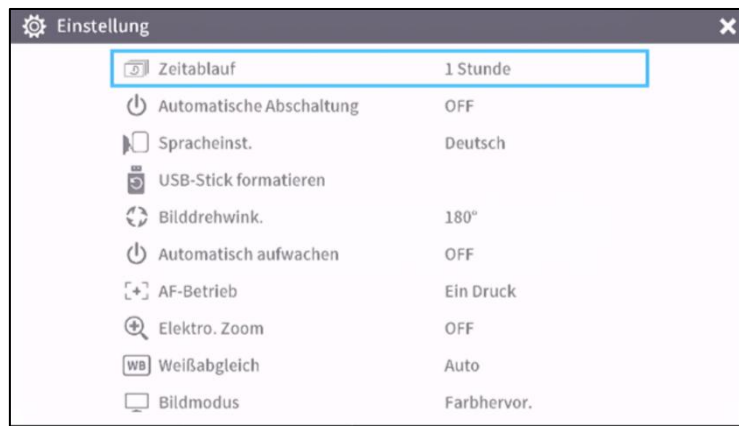 Einstellung
Zeitablauf 1 Stunde
Automatische Abschaltung OFF
Spracheinst. Deutsch
USB-Stick formatieren
Bilddrehwink. 180°
Automatisch aufwachen OFF
AF-Betrieb Ein Druck
Elektro. Zoom OFF
WB Weißabgleich Auto
Bildmodus Farbhervor.